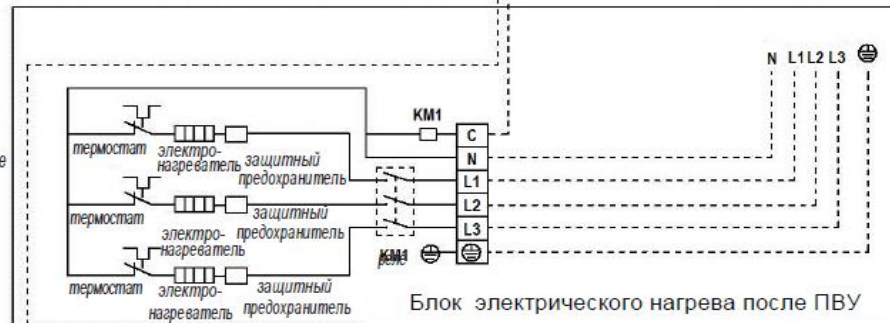 N L1 L2 L3
KM1
C
термостат
электро-
нагреватель
защитный
предохранитель
N
L1
термостат
электро-
нагреватель
защитный
предохранитель
L2
L3
KM1
реле
термостат
электро-
нагреватель
защитный
предохранитель
Блок электрического нагрева после ПВУ
е